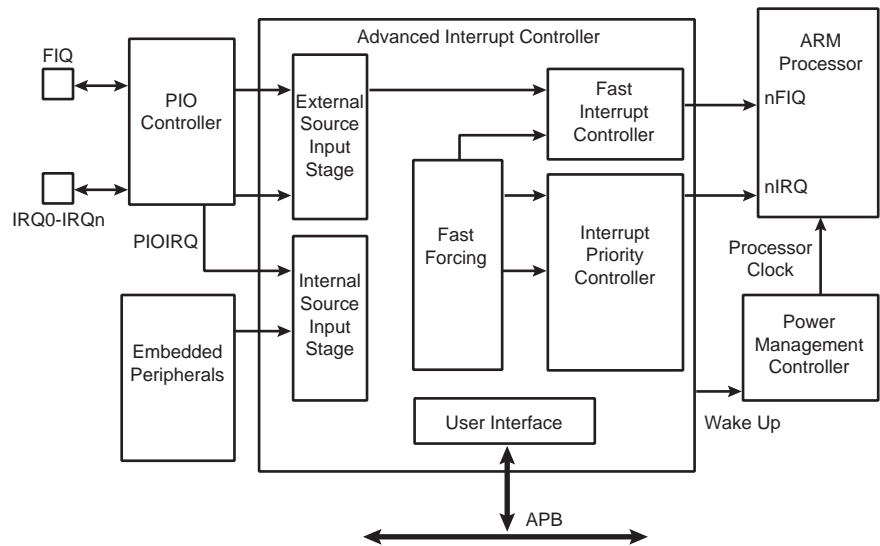 FIQ
PIO
Controller
IRQ0-IRQn
PIOIRQ
Embedded
Peripherals
Advanced Interrupt Controller
External
Source
Input
Stage
Internal
Source
Input
Stage
Fast
Forcing
Fast
Interrupt
Controller
Interrupt
Priority
Controller
User Interface
APB
ARM
Processor
nFIQ
nIRQ
Processor
Clock
Power
Management
Controller
Wake Up